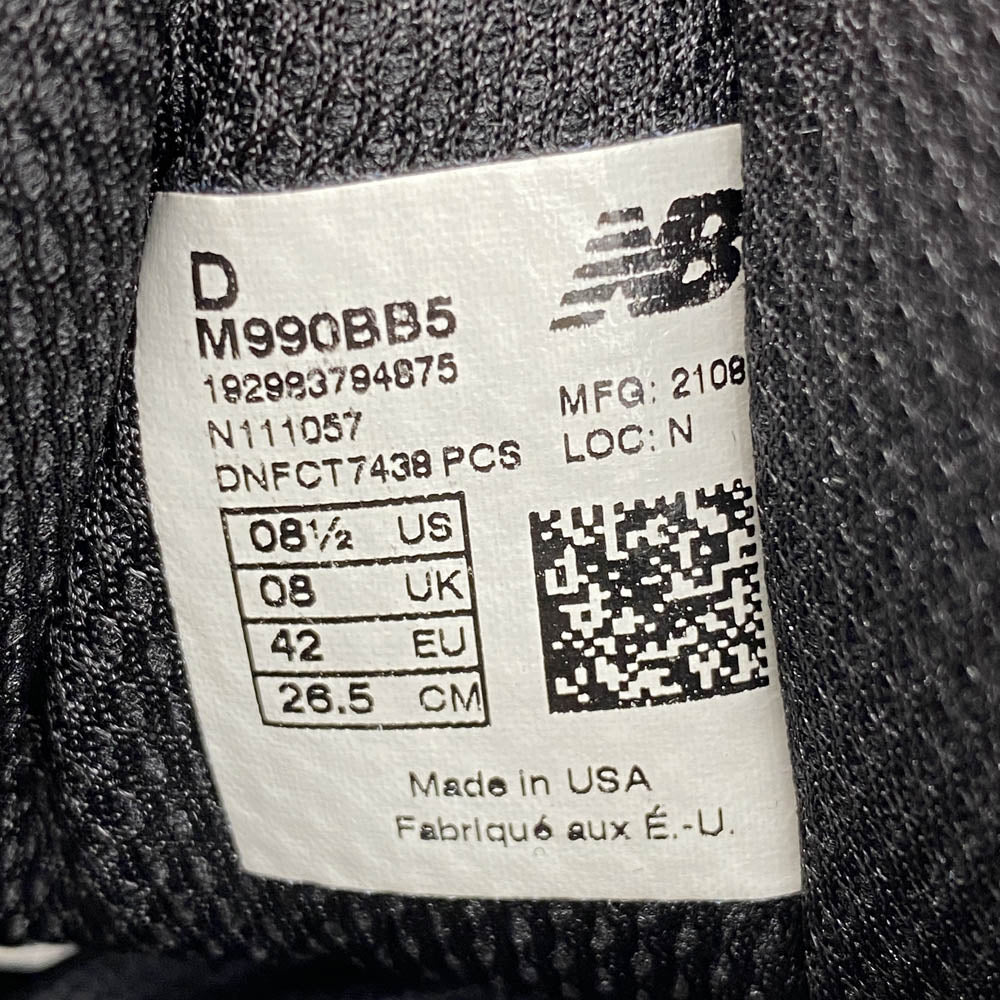 D
NB
M990BB5
192983794875
N111057
DNFCT7438 PCS
MFG: 2108
LOC: N
08½ US
08 UK
42 EU
26.5 CM
Made in USA
Fabriqué aux É.-U.